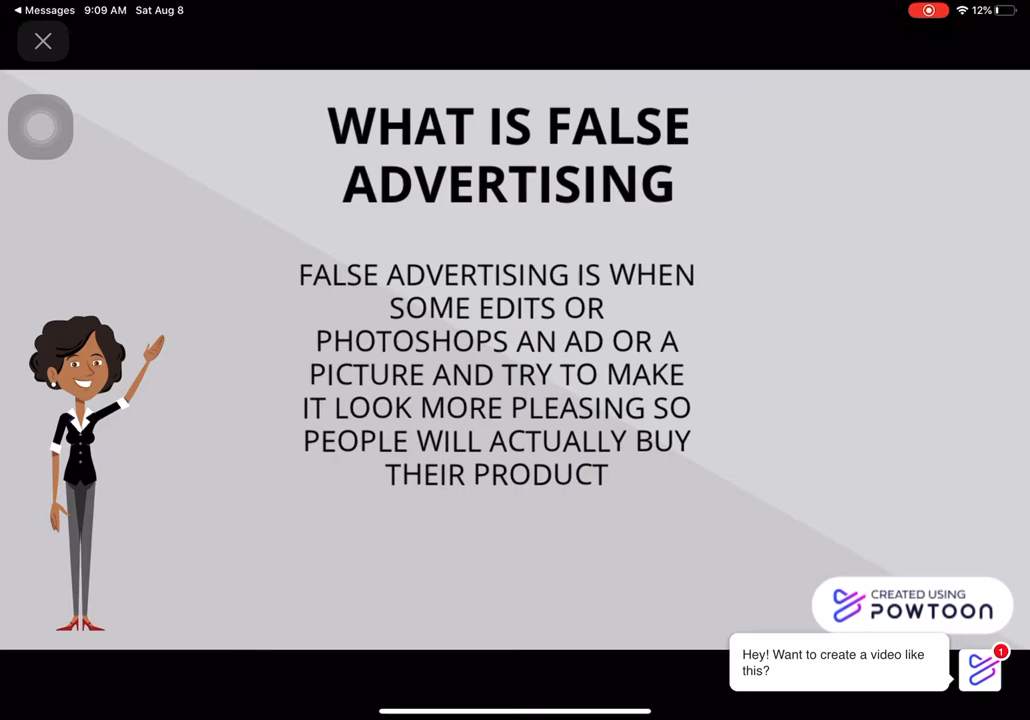 Messages 9:09 AM Sat Aug 8 12%
WHAT IS FALSE
ADVERTISING
FALSE ADVERTISING IS WHEN
SOME EDITS OR
PHOTOSHOPS AN AD OR A
PICTURE AND TRY TO MAKE
IT LOOK MORE PLEASING SO
PEOPLE WILL ACTUALLY BUY
THEIR PRODUCT
CREATED USING
POWTOON
Hey! Want to create a video like
this?
1